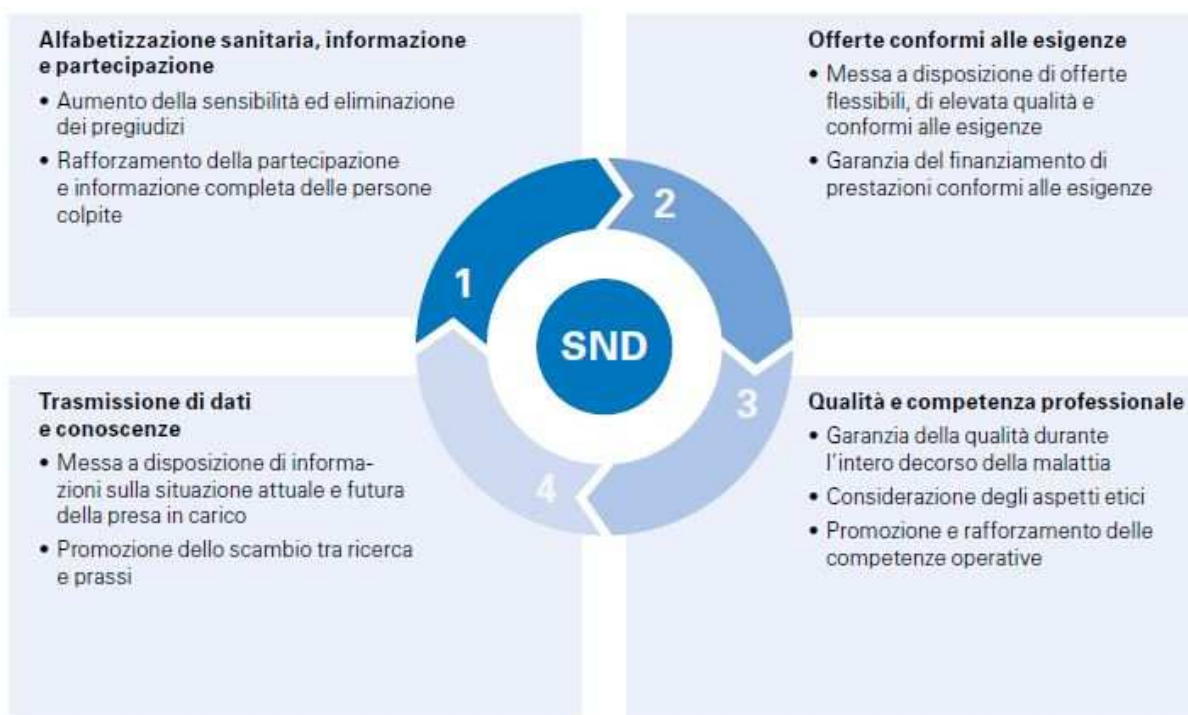 Alfabetizzazione sanitaria, informazione
e partecipazione
• Aumento della sensibilità ed eliminazione
dei pregiudizi
• Rafforzamento della partecipazione
e informazione completa delle persone
colpite
Offerte conformi alle esigenze
• Messa a disposizione di offerte
flessibili, di elevata qualità e
conformi alle esigenze
• Garanzia del finanziamento di
prestazioni conformi alle esigenze
1
2
SND
3
4
Trasmissione di dati
e conoscenze
• Messa a disposizione di informa-
zioni sulla situazione attuale e futura
della presa in carico
• Promozione dello scambio tra ricerca
e prassi
Qualità e competenza professionale
• Garanzia della qualità durante
l'intero decorso della malattia
• Considerazione degli aspetti etici
• Promozione e rafforzamento delle
competenze operative